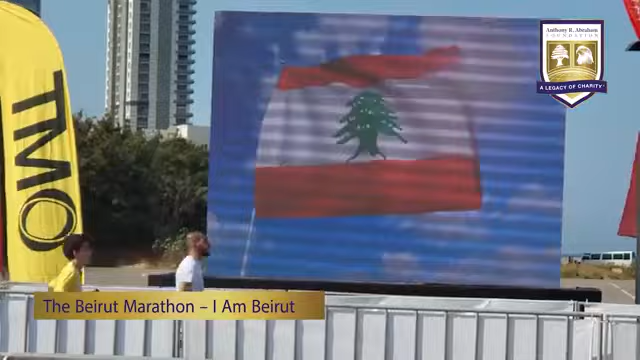 Anthony R. Abraham
FOUNDATION
A LEGACY OF CHARITY
TMO
The Beirut Marathon – I Am Beirut